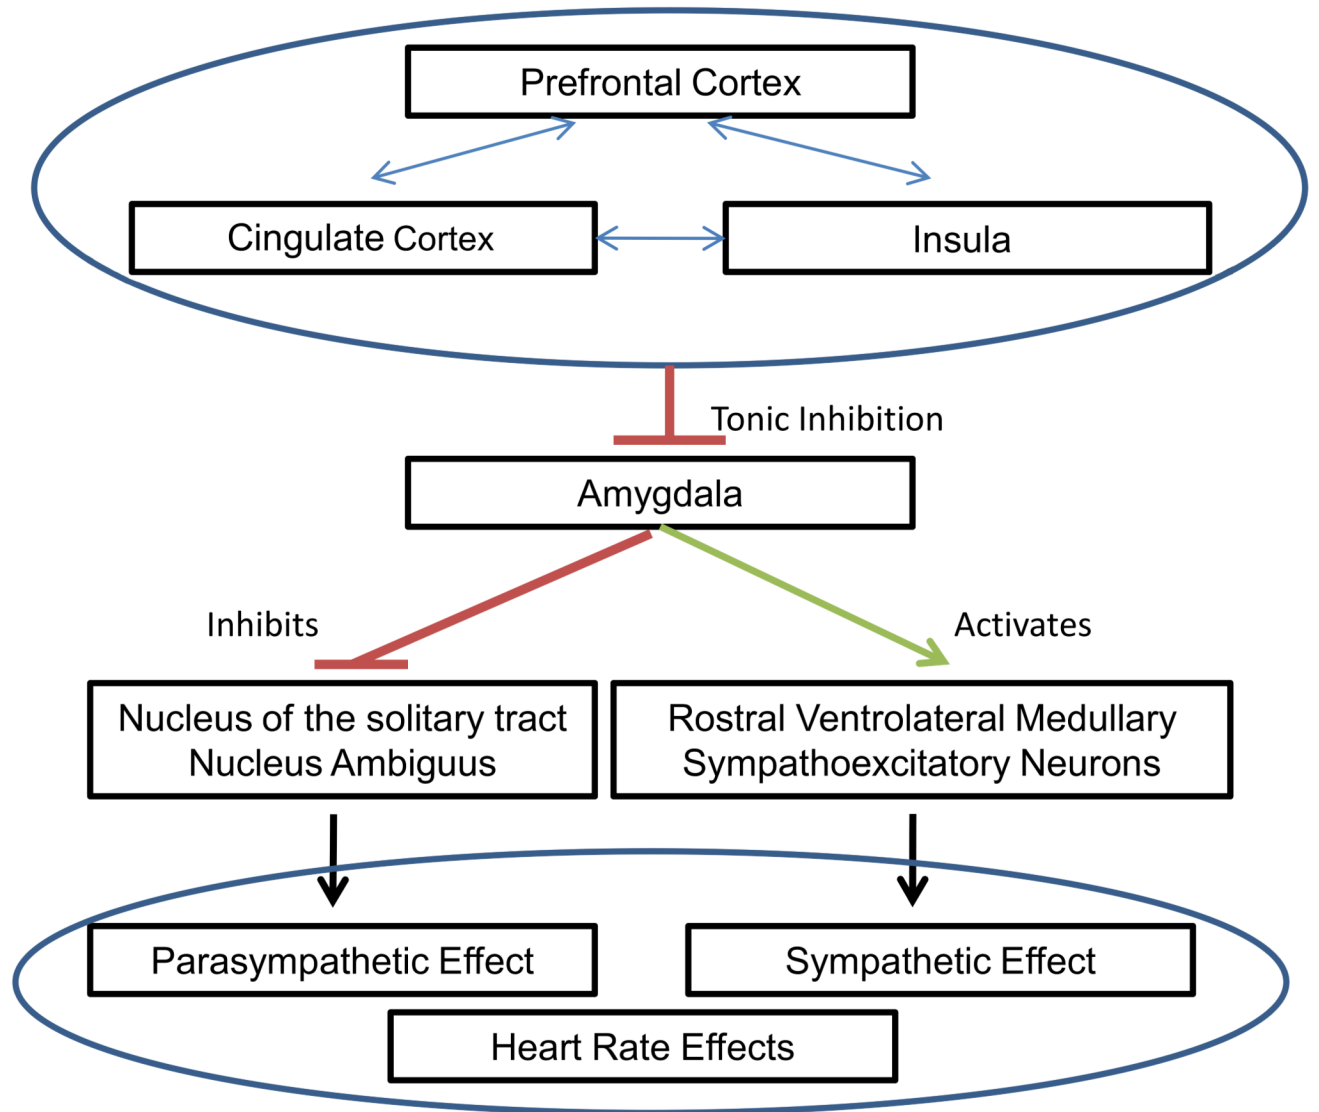 Prefrontal Cortex
Cingulate Cortex
Insula
Tonic Inhibition
Amygdala
Inhibits
Activates
Nucleus of the solitary tract
Nucleus Ambiguus
Rostral Ventrolateral Medullary
Sympathoexcitatory Neurons
Parasympathetic Effect
Sympathetic Effect
Heart Rate Effects